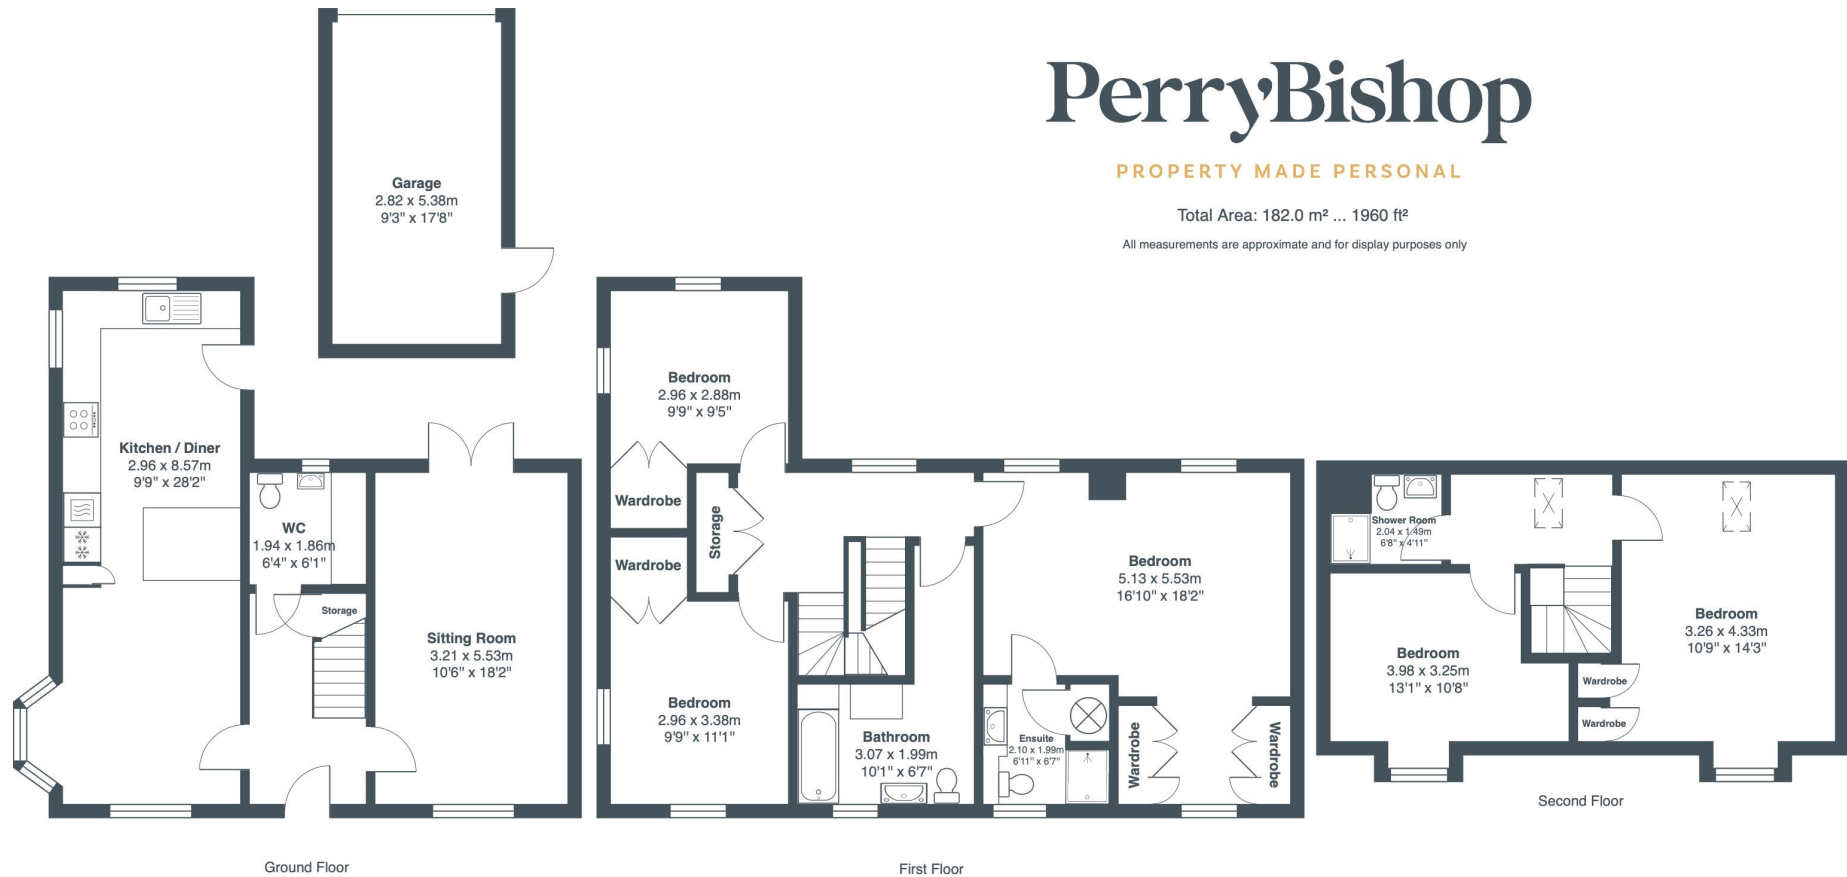 PerryBishop
PROPERTY MADE PERSONAL
Total Area: 182.0 m² ... 1960 ft²
All measurements are approximate and for display purposes only
Garage
2.82 x 5.38m
9'3" x 17'8"
Kitchen / Diner
2.96 x 8.57m
9'9" x 28'2"
WC
1.94 x 1.86m
6'4" x 6'1"
Storage
Sitting Room
3.21 x 5.53m
10'6" x 18'2"
Ground Floor
Bedroom
2.96 x 2.88m
9'9" x 9'5"
Wardrobe
Storage
Wardrobe
Bedroom
2.96 x 3.38m
9'9" x 11'1"
Bathroom
3.07 x 1.99m
10'1" x 6'7"
Bedroom
5.13 x 5.53m
16'10" x 18'2"
Ensuite
2.10 x 1.99m
6'11" x 6'7"
Wardrobe
Wardrobe
First Floor
Shower Room
2.04 x 1.49m
6'8" x 4'11"
Bedroom
3.98 x 3.25m
13'1" x 10'8"
Bedroom
3.26 x 4.33m
10'9" x 14'3"
Wardrobe
Wardrobe
Second Floor